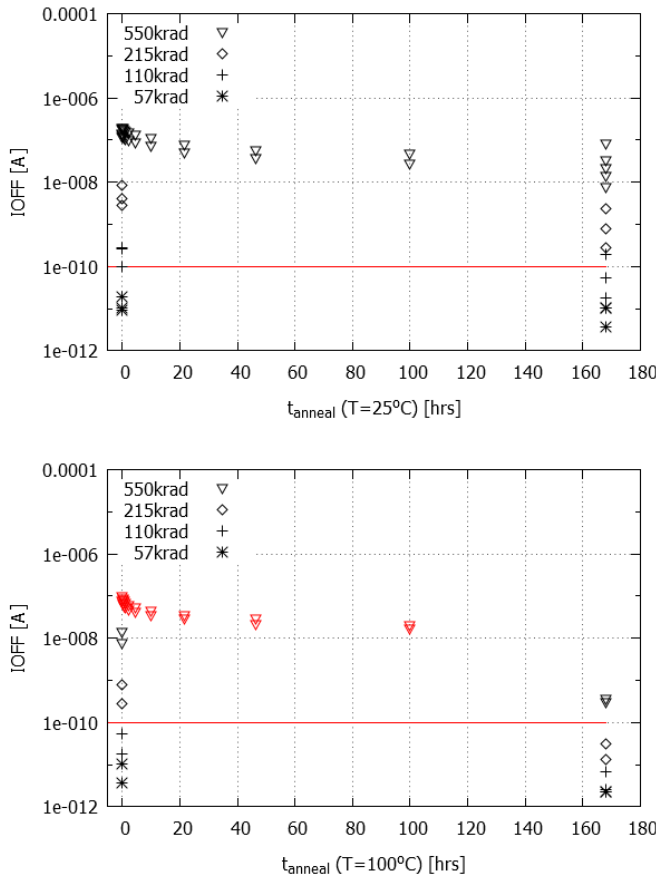 0.0001
1e-006
1e-008
1e-010
1e-012
IOFF [A]
550krad
215krad
110krad
57krad
0 20 40 60 80 100 120 140 160 180
tanneal (T=25ºC) [hrs]
0.0001
1e-006
1e-008
1e-010
1e-012
IOFF [A]
550krad
215krad
110krad
57krad
0 20 40 60 80 100 120 140 160 180
tanneal (T=100ºC) [hrs]